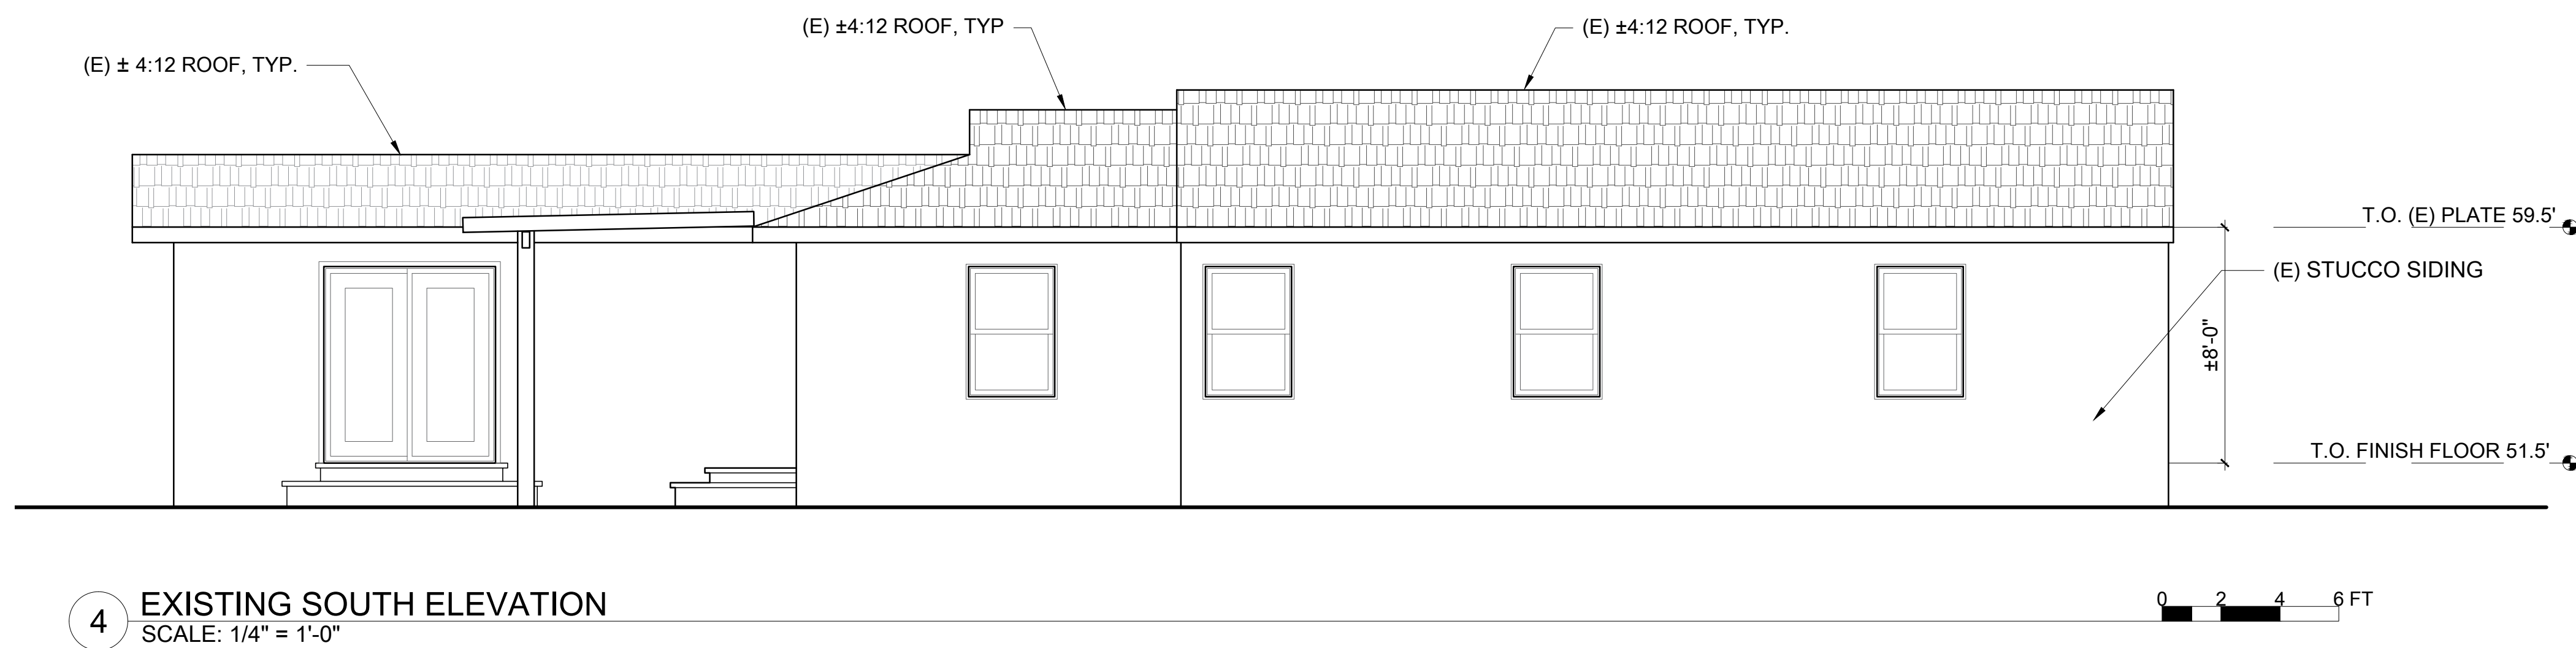 (E) ±4:12 ROOF, TYP
(E) ±4:12 ROOF, TYP.
(E) ± 4:12 ROOF, TYP.
T.O. (E) PLATE 59.5'
(E) STUCCO SIDING
±8'-0"
T.O. FINISH FLOOR 51.5'
4
EXISTING SOUTH ELEVATION
SCALE: 1/4" = 1'-0"
0 2 4 6 FT